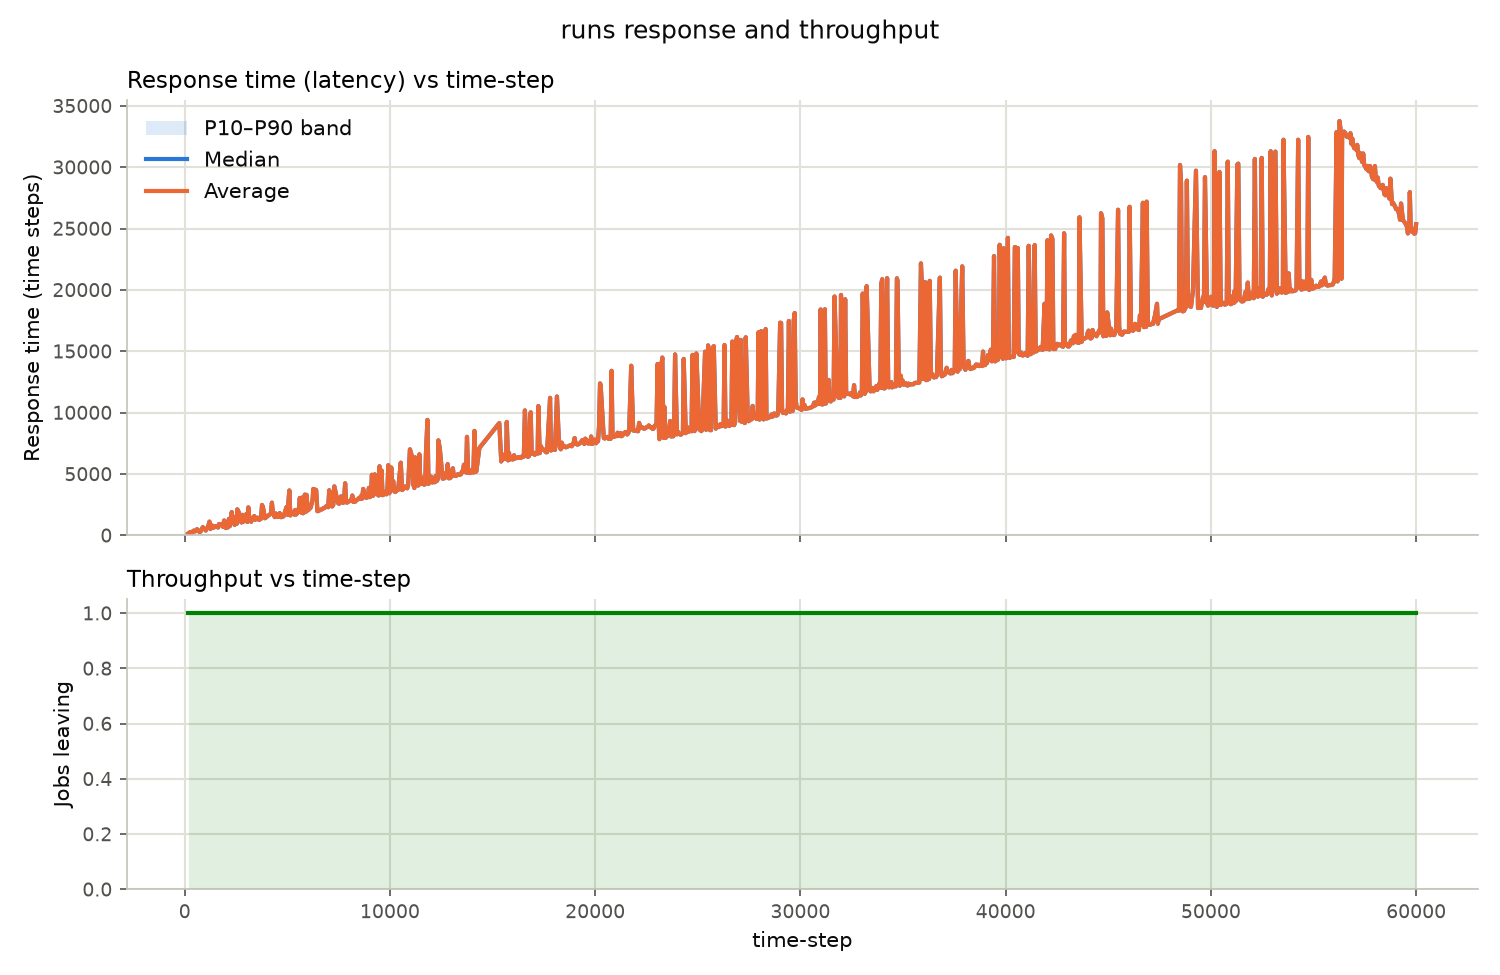 runs response and throughput
Response time (latency) vs time-step
35000
30000
25000
20000
15000
10000
5000
0
Response time (time steps)
P10–P90 band
Median
Average
Throughput vs time-step
1.0
0.8
0.6
0.4
0.2
0.0
Jobs leaving
0 10000 20000 30000 40000 50000 60000
time-step